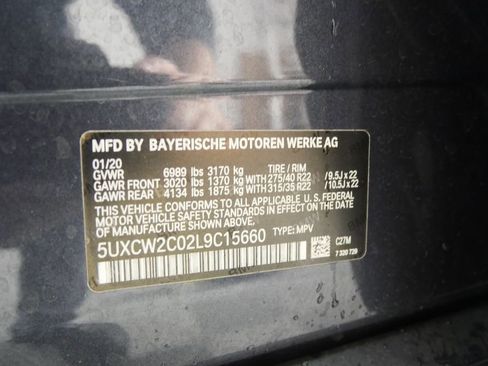 MFD BY BAYERISCHE MOTOREN WERKE AG
01/20
GVWR 6989 lbs 3170 kg TIRE / RIM
GAWR FRONT 3020 lbs 1370 kg WITH 275/40 R22 / 9.5J x 22
GAWR REAR 4134 lbs 1875 kg WITH 315/35 R22 / 10.5J x 22
THIS VEHICLE CONFORMS TO ALL APPLICABLE U.S. FEDERAL
MOTOR VEHICLE SAFETY STANDARDS IN EFFECT ON THE
DATE OF MANUFACTURE SHOWN ABOVE.
5UXCW2C02L9C15660 TYPE: MPV
C27M
7 320 729